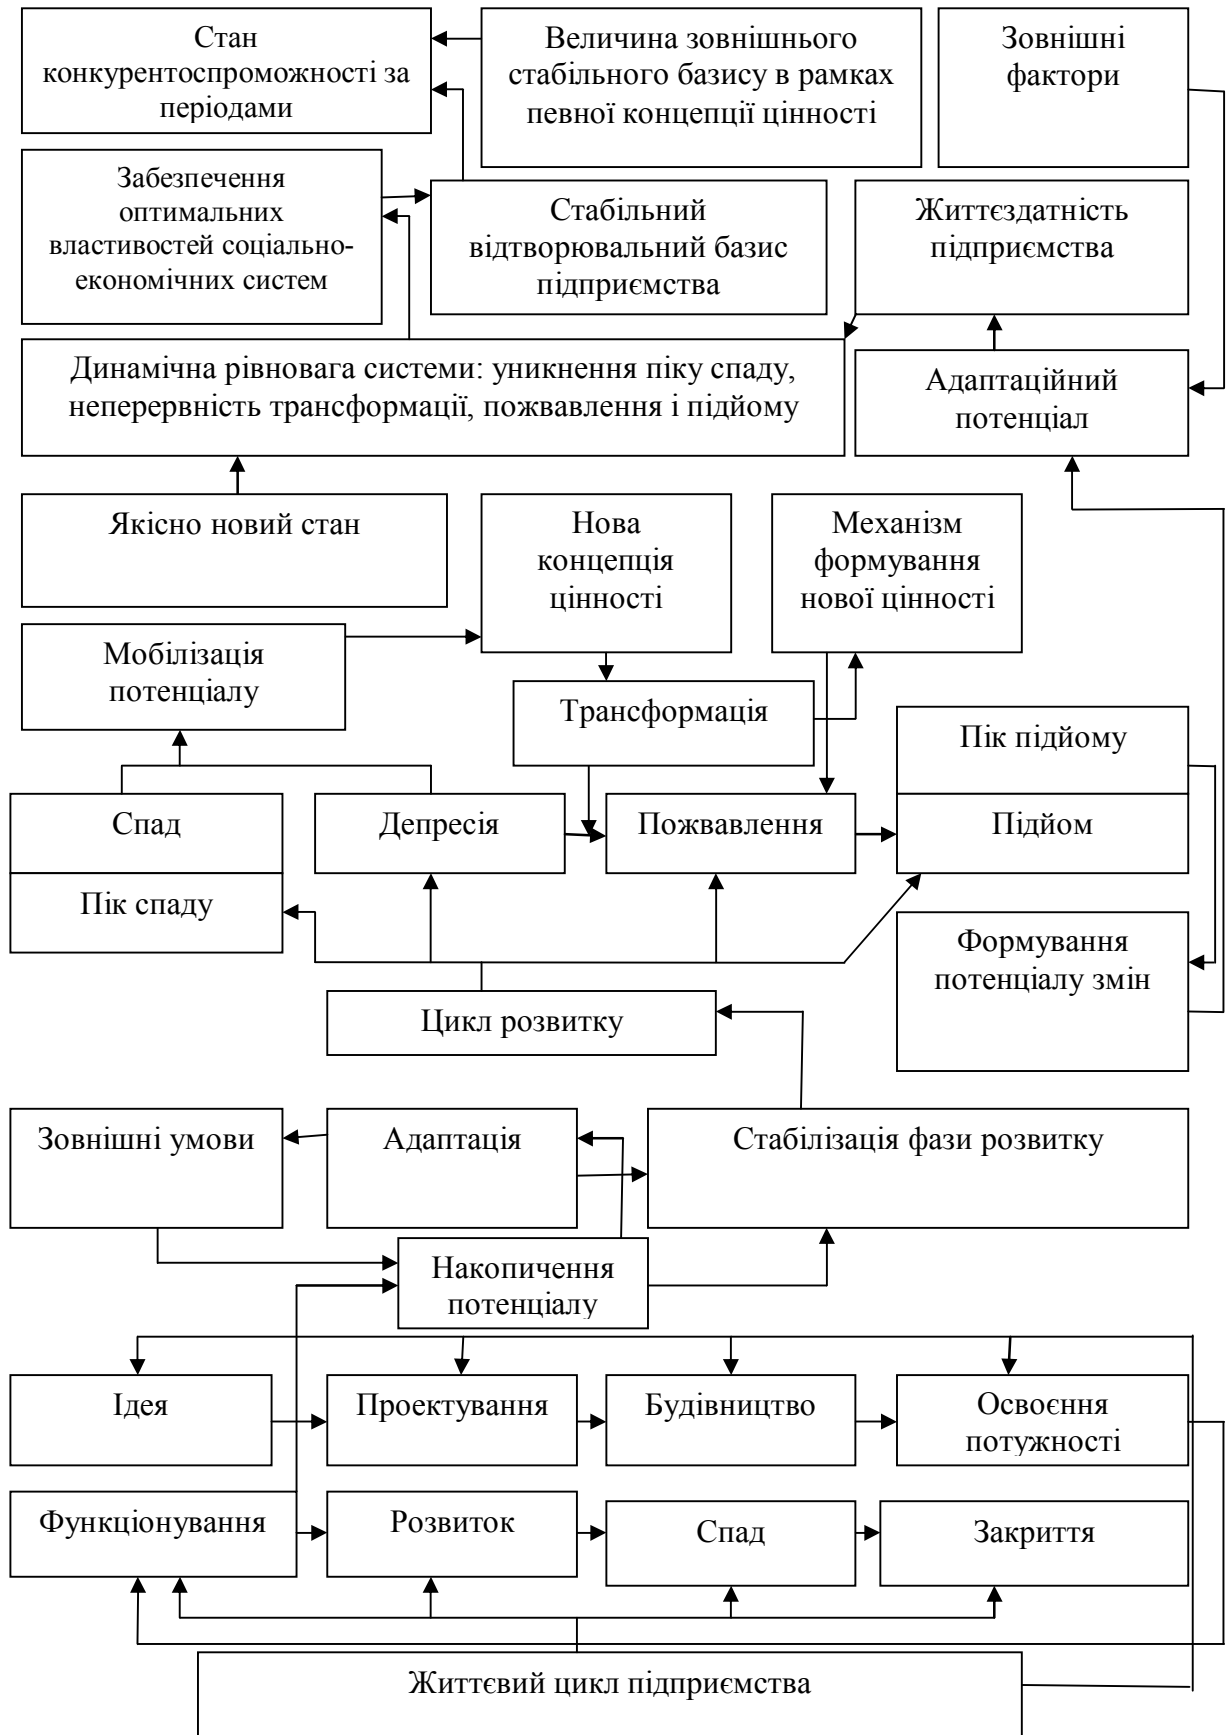 Стан
конкурентоспроможності за
періодами
Величина зовнішнього
стабільного базису в рамках
певної концепції цінності
Зовнішні
фактори
Забезпечення
оптимальних
властивостей соціально-
економічних систем
Стабільний
відтворювальний базис
підприємства
Життєздатність
підприємства
Динамічна рівновага системи: уникнення піку спаду,
неперервність трансформації, пожвавлення і підйому
Адаптаційний
потенціал
Якісно новий стан
Нова
концепція
цінності
Механізм
формування
нової цінності
Мобілізація
потенціалу
Трансформація
Пік підйому
Спад
Депресія
Пожвавлення
Підйом
Пік спаду
Формування
потенціалу змін
Цикл розвитку
Зовнішні умови
Адаптація
Стабілізація фази розвитку
Накопичення
потенціалу
Ідея
Проектування
Будівництво
Освоєння
потужності
Функціонування
Розвиток
Спад
Закриття
Життєвий цикл підприємства